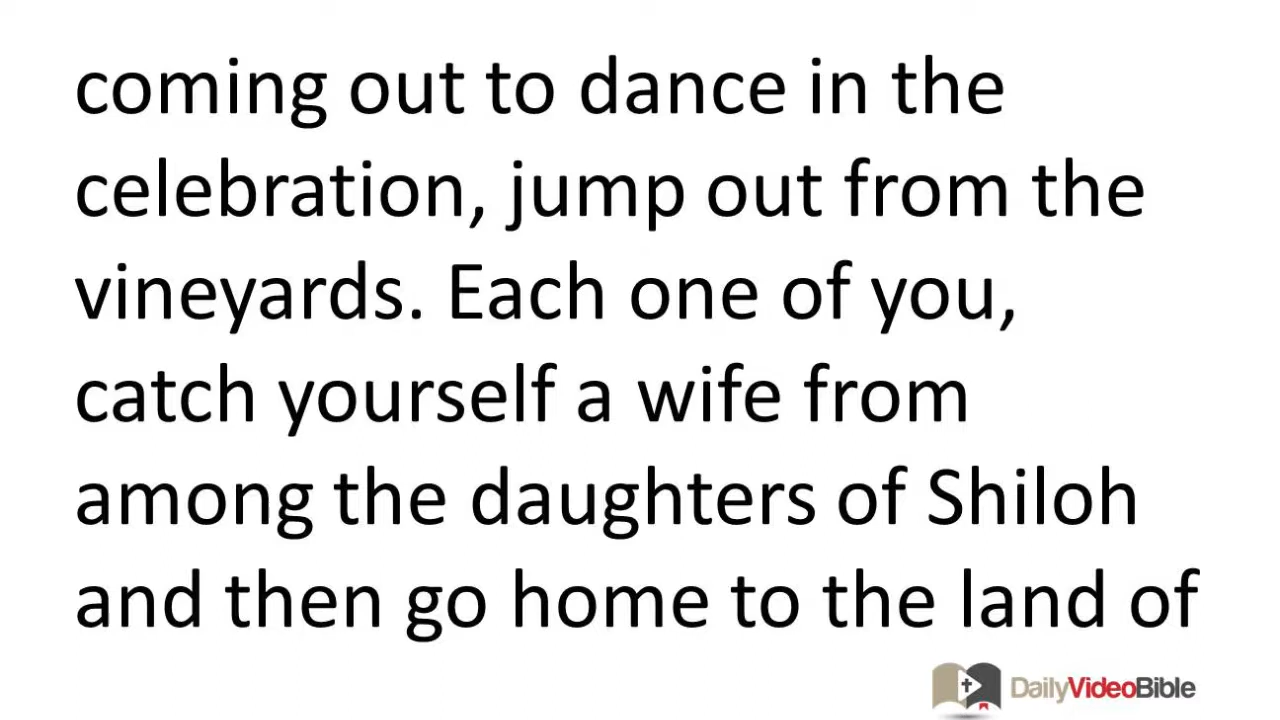 coming out to dance in the
celebration, jump out from the
vineyards. Each one of you,
catch yourself a wife from
among the daughters of Shiloh
and then go home to the land of
DailyVideoBible